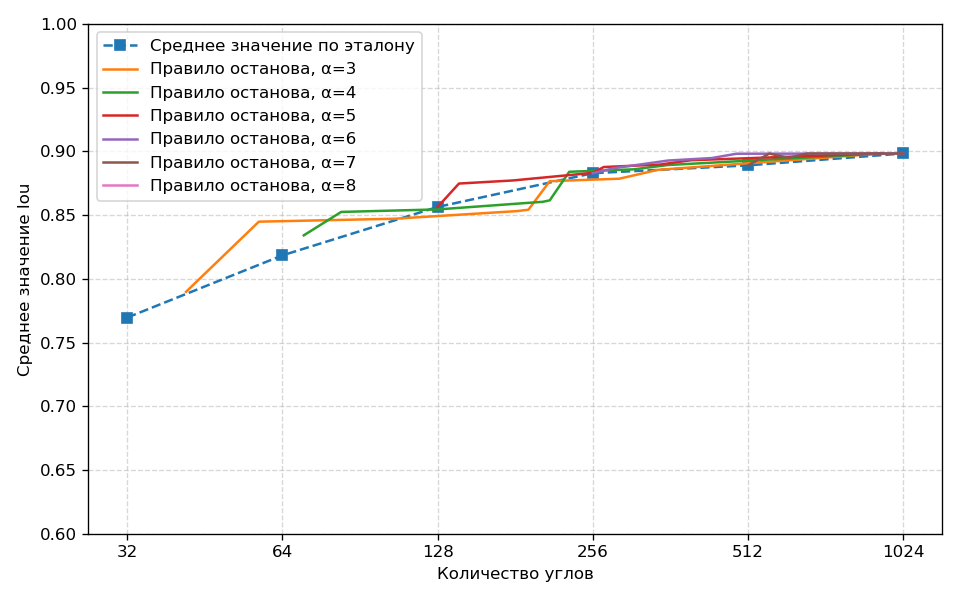 1.00
0.95
0.90
0.85
0.80
0.75
0.70
0.65
0.60
Среднее значение Iou
Среднее значение по эталону
Правило останова, α=3
Правило останова, α=4
Правило останова, α=5
Правило останова, α=6
Правило останова, α=7
Правило останова, α=8
32 64 128 256 512 1024
Количество углов